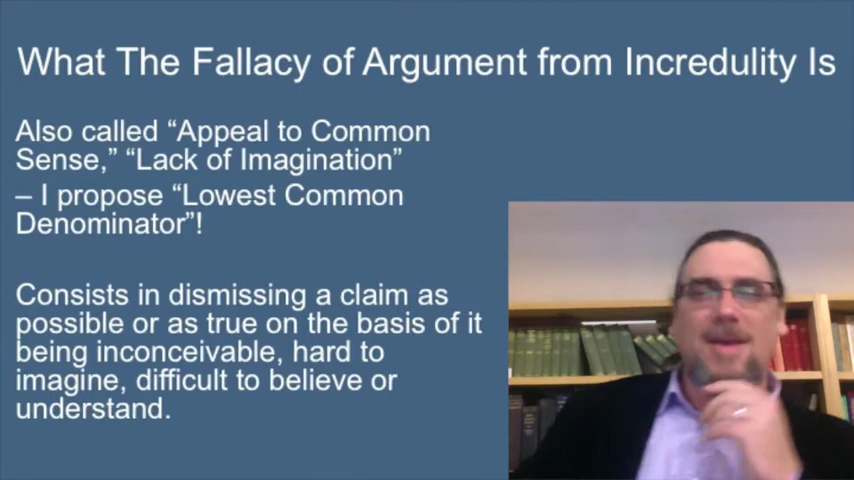 What The Fallacy of Argument from Incredulity Is
Also called “Appeal to Common
Sense,” “Lack of Imagination”
– I propose “Lowest Common
Denominator”!
Consists in dismissing a claim as
possible or as true on the basis of it
being inconceivable, hard to
imagine, difficult to believe or
understand.